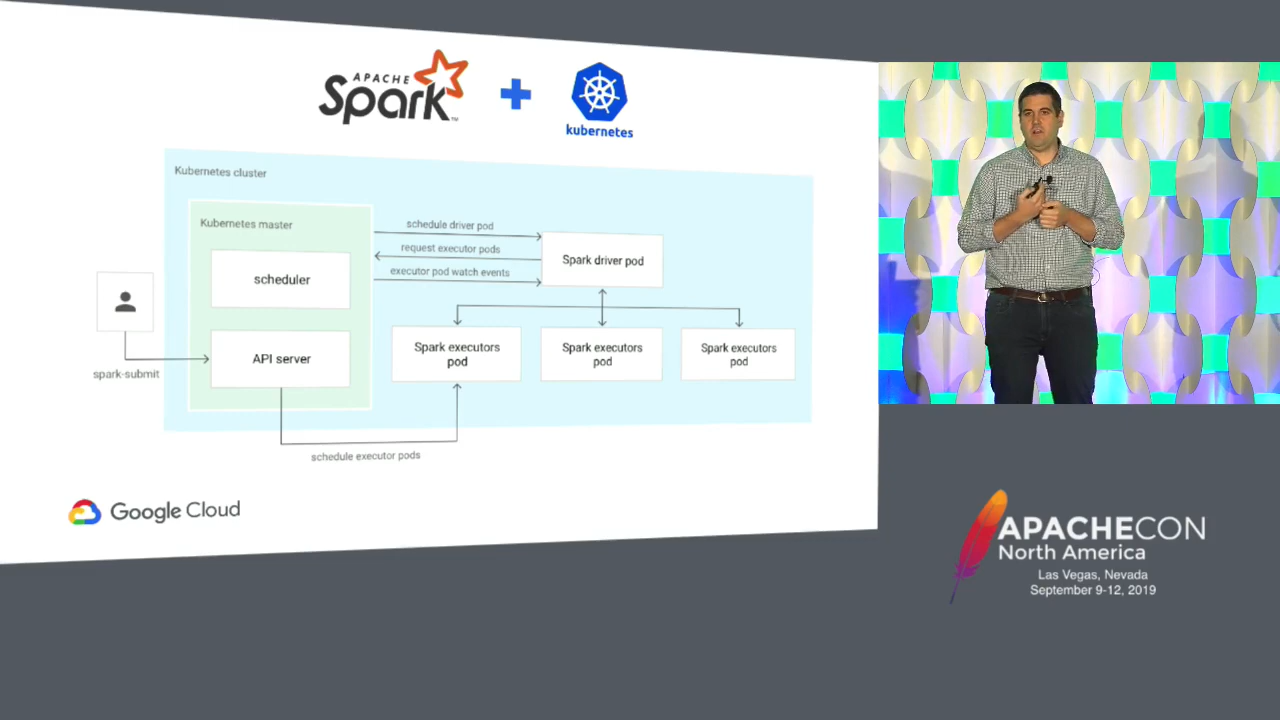 APACHE
Spark™
kubernetes
Kubernetes cluster
Kubernetes master
scheduler
API server
spark-submit
schedule driver pod
request executor pods
executor pod watch events
Spark driver pod
Spark executors
pod
Spark executors
pod
Spark executors
pod
schedule executor pods
Google Cloud
APACHECON
North America
Las Vegas, Nevada
September 9-12, 2019